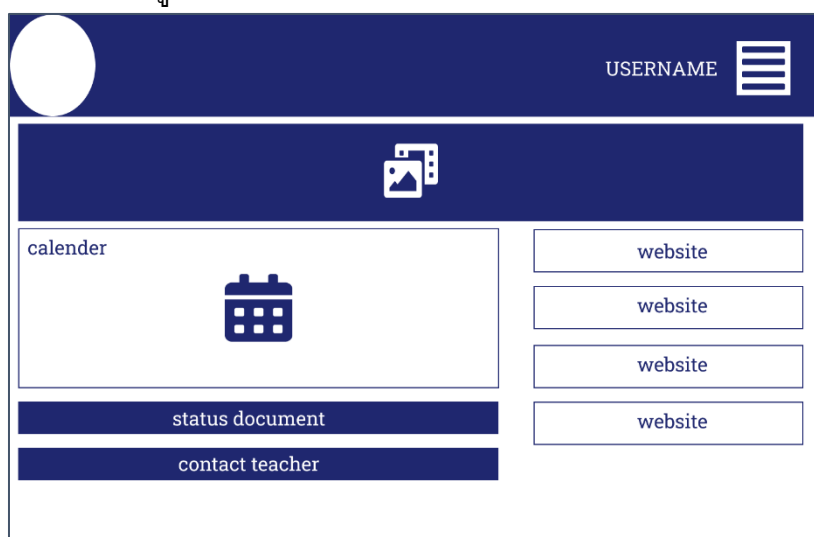 USERNAME
calender
website
website
website
website
status document
contact teacher